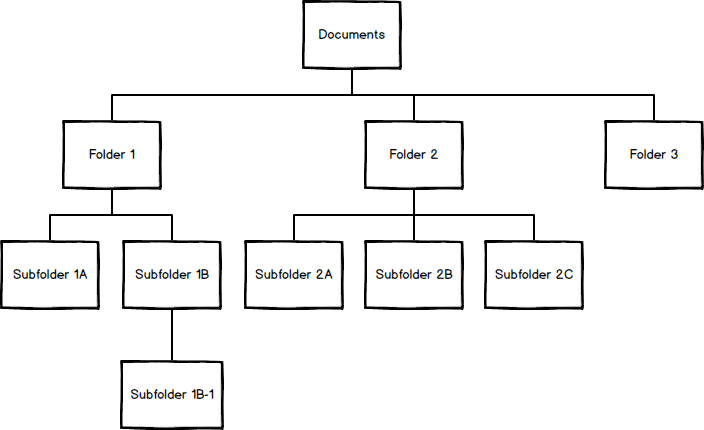 Documents
Folder 1
Folder 2
Folder 3
Subfolder 1A
Subfolder 1B
Subfolder 2A
Subfolder 2B
Subfolder 2C
Subfolder 1B-1